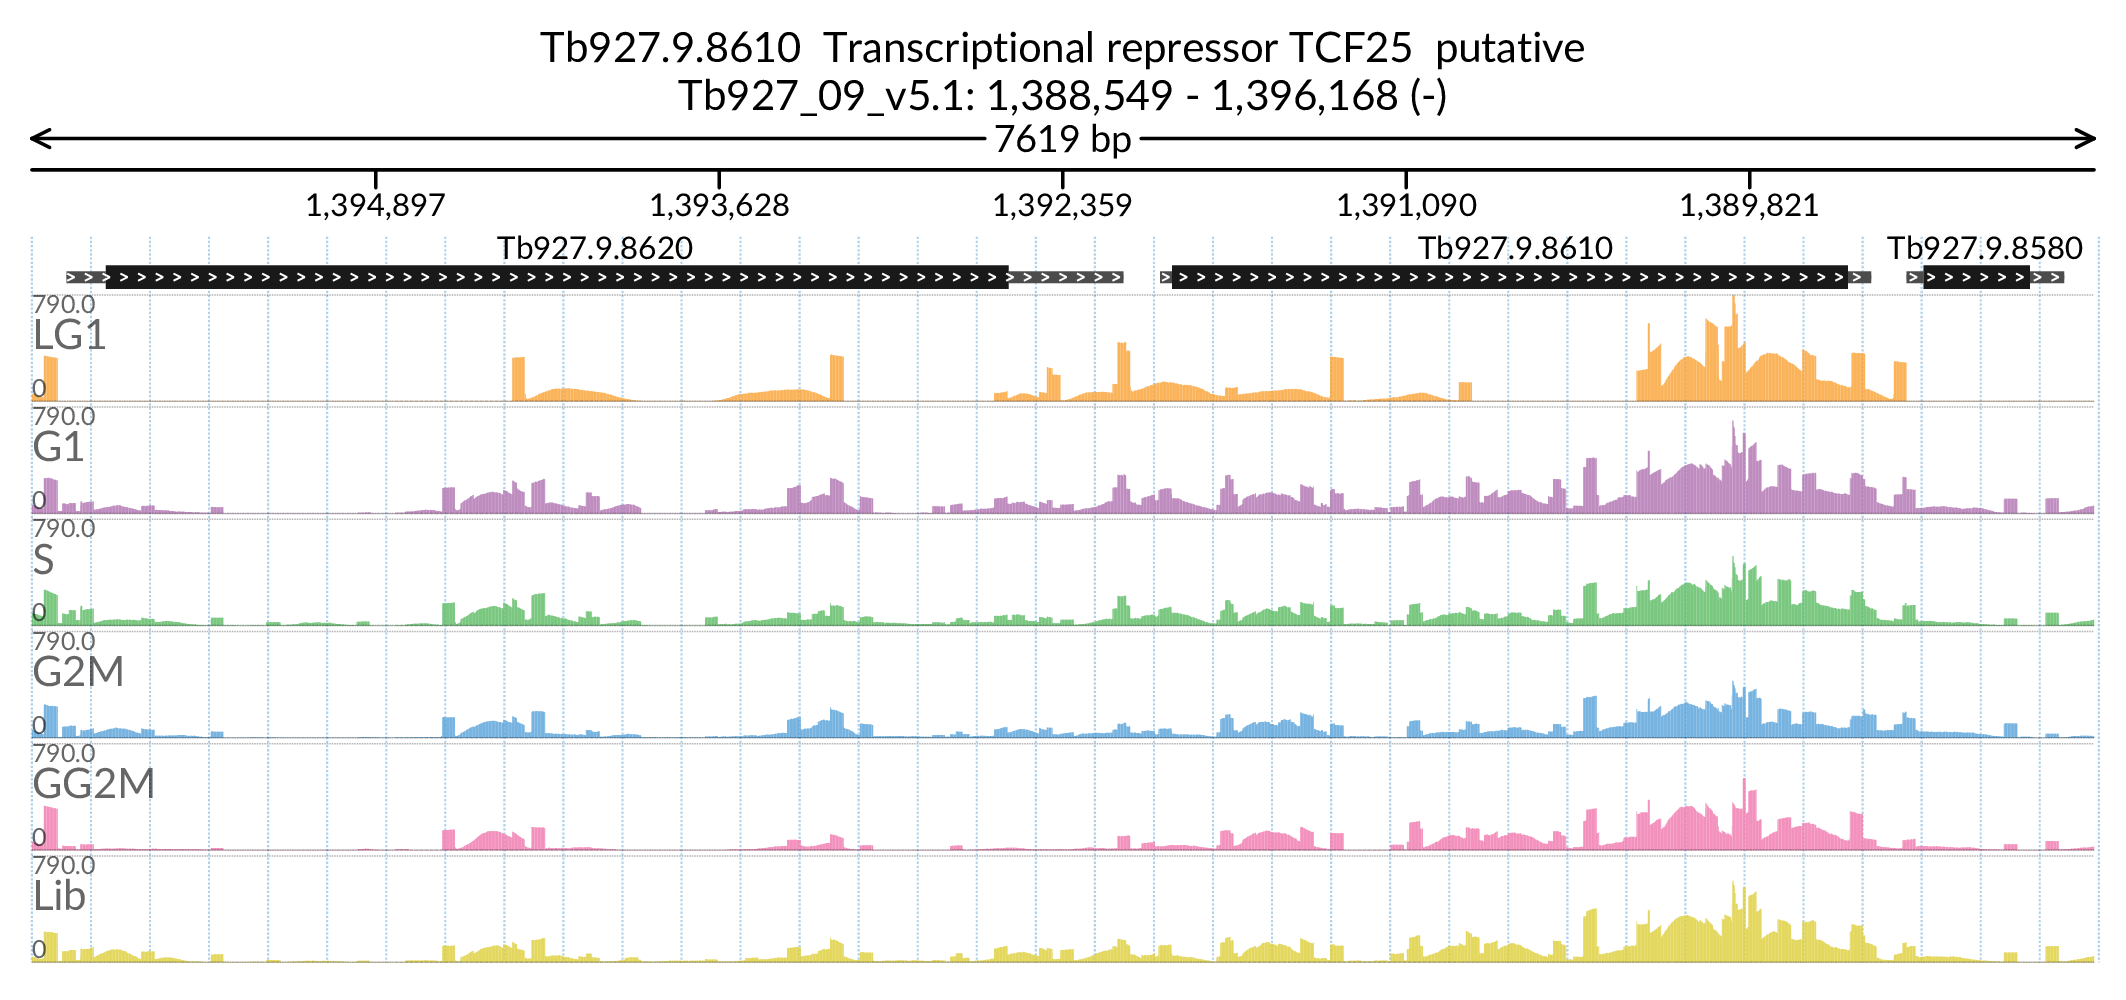 Tb927.9.8610  Transcriptional repressor TCF25  putative
Tb927_09_v5.1: 1,388,549 - 1,396,168 (-)
7619 bp
1,394,897 1,393,628 1,392,359 1,391,090 1,389,821
Tb927.9.8620 Tb927.9.8610 Tb927.9.8580
790.0
LG1
0
790.0
G1
0
790.0
S
0
790.0
G2M
0
790.0
GG2M
0
790.0
Lib
0